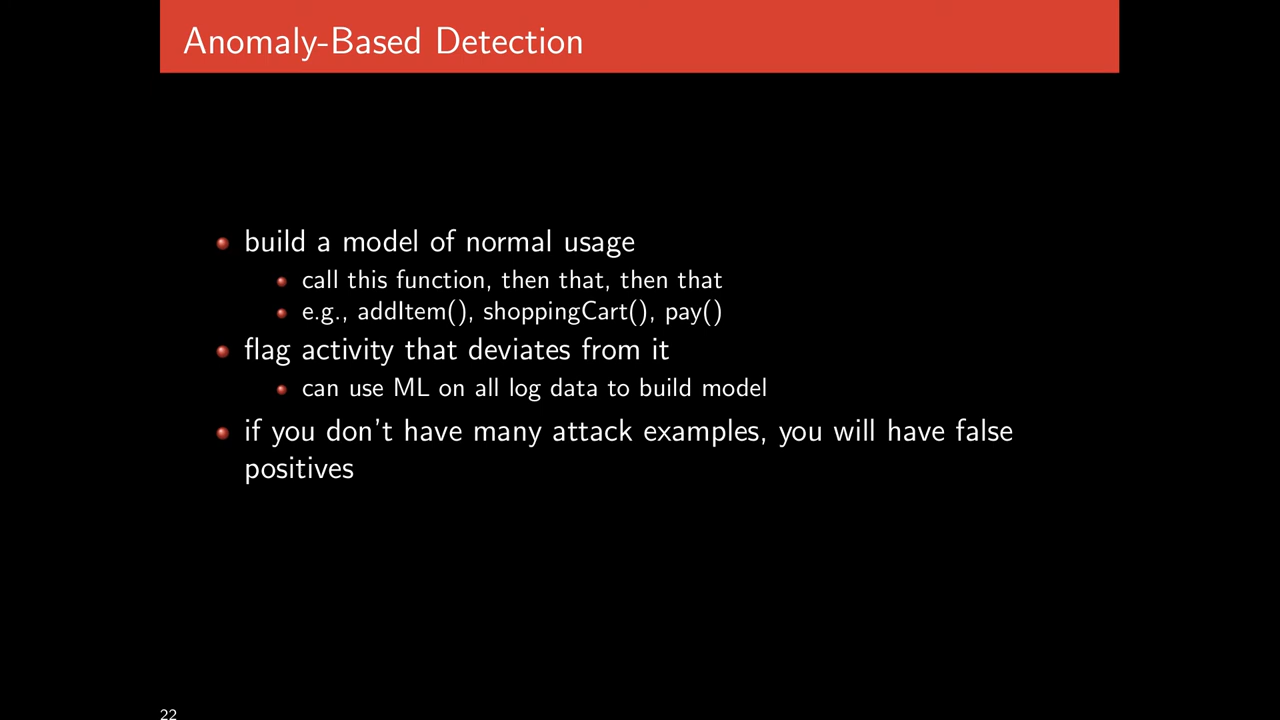 Anomaly-Based Detection
build a model of normal usage
call this function, then that, then that
e.g., addItem(), shoppingCart(), pay()
flag activity that deviates from it
can use ML on all log data to build model
if you don't have many attack examples, you will have false
positives
22